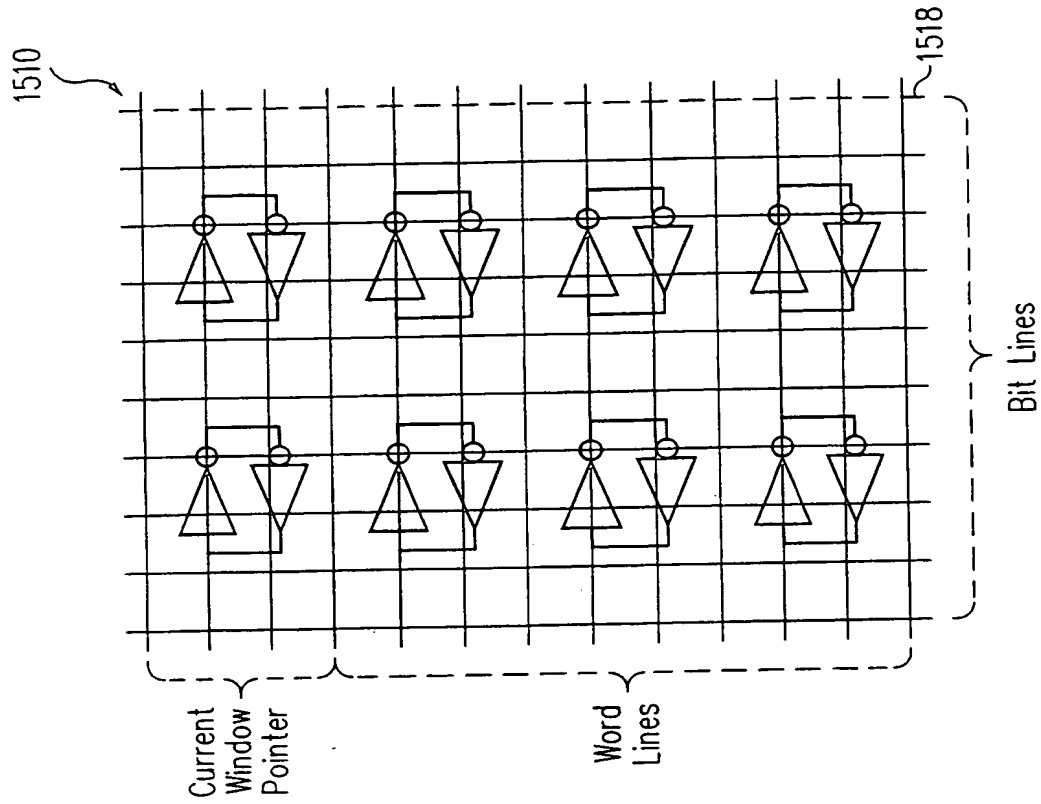 1510
Current
Window
Pointer
Word
Lines
1518
Bit Lines